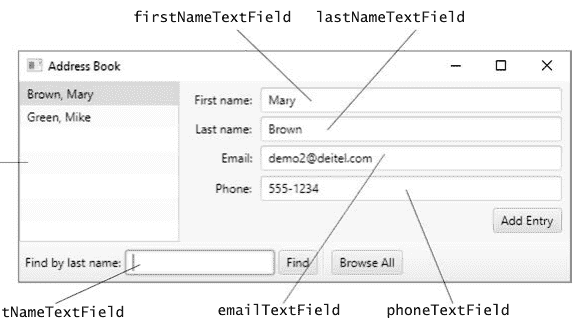 firstNameTextField lastNameTextField
Address Book
Brown, Mary
Green, Mike
First name: Mary
Last name: Brown
Email: demo2@deitel.com
Phone: 555-1234
Add Entry
Find by last name: Find Browse All
tNameTextField emailTextField phoneTextField